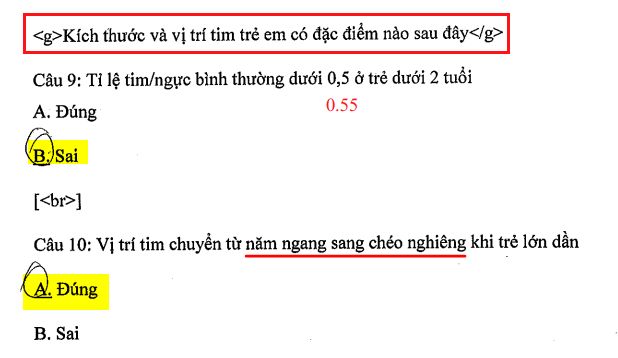 <g>Kích thước và vị trí tim trẻ em có đặc điểm nào sau đây</g>
Câu 9: Tỉ lệ tim/ngực bình thường dưới 0,5 ở trẻ dưới 2 tuổi
0.55
A. Đúng
B. Sai
[<br>]
Câu 10: Vị trí tim chuyển từ năm ngang sang chéo nghiêng khi trẻ lớn dần
A. Đúng
B. Sai